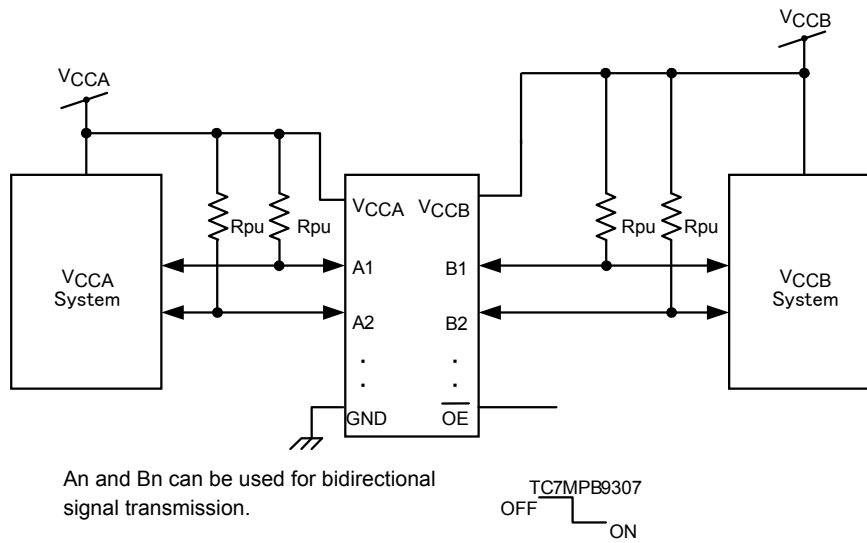 VCCB
VCCA
VCCA VCCB
Rpu Rpu Rpu Rpu
VCCA
System
A1 B1
VCCB
System
A2 B2
. .
. .
GND OE
An and Bn can be used for bidirectional
signal transmission.
TC7MPB9307
OFF
ON